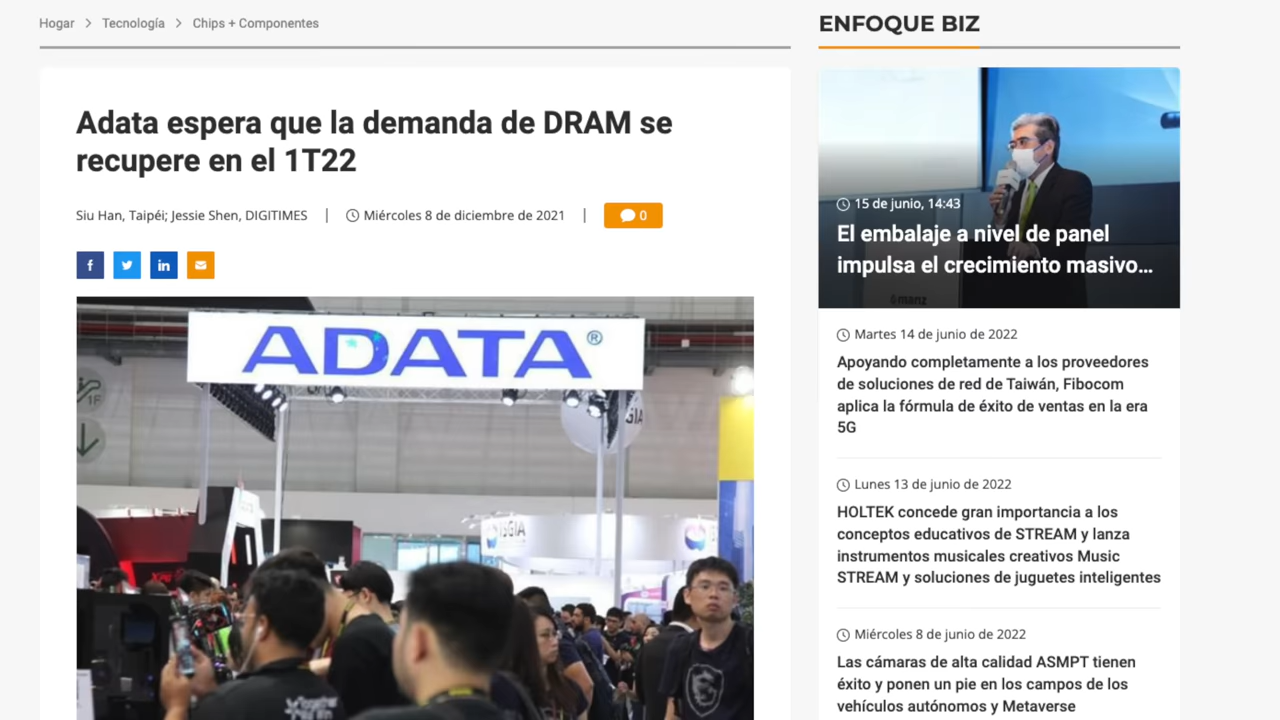 Hogar > Tecnología > Chips + Componentes
Adata espera que la demanda de DRAM se
recupere en el 1T22
Siu Han, Taipéi; Jessie Shen, DIGITIMES | Miércoles 8 de diciembre de 2021 | 0
ADATA®
1F
ENFOQUE BIZ
15 de junio, 14:43
El embalaje a nivel de panel
impulsa el crecimiento masivo...
manz
Martes 14 de junio de 2022
Apoyando completamente a los proveedores
de soluciones de red de Taiwán, Fibocom
aplica la fórmula de éxito de ventas en la era
5G
Lunes 13 de junio de 2022
HOLTEK concede gran importancia a los
conceptos educativos de STREAM y lanza
instrumentos musicales creativos Music
STREAM y soluciones de juguetes inteligentes
Miércoles 8 de junio de 2022
Las cámaras de alta calidad ASMPT tienen
éxito y ponen un pie en los campos de los
vehículos autónomos y Metaverse